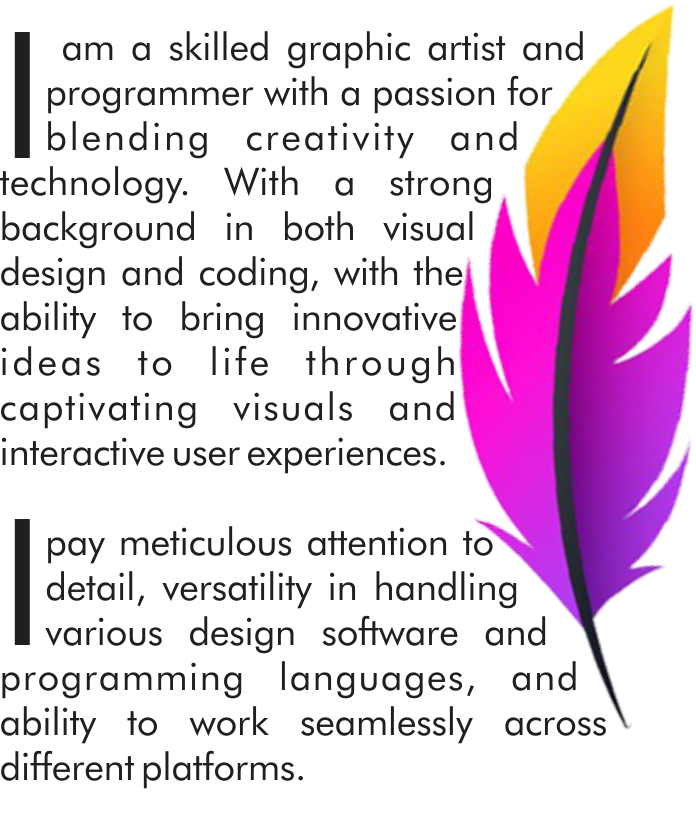 I am a skilled graphic artist and
programmer with a passion for
blending creativity and
technology. With a strong
background in both visual
design and coding, with the
ability to bring innovative
ideas to life through
captivating visuals and
interactive user experiences.
I pay meticulous attention to
detail, versatility in handling
various design software and
programming languages, and
ability to work seamlessly across
different platforms.